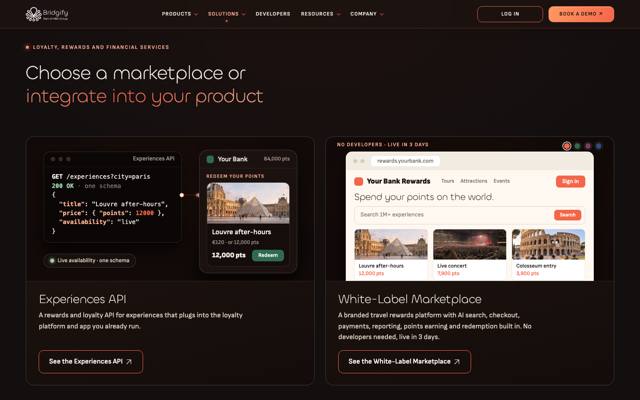 Bridgify
PRODUCTS
SOLUTIONS
DEVELOPERS
RESOURCES
COMPANY
LOG IN
BOOK A DEMO ↗
LOYALTY, REWARDS AND FINANCIAL SERVICES
Choose a marketplace or
integrate into your product
Experiences API
GET /experiences?city=paris
200 OK · one schema
{
"title": "Louvre after-hours",
"price": { "points": 12000 },
"availability": "live"
}
Live availability · one schema
Your Bank
84,000 pts
REDEEM YOUR POINTS
Louvre after-hours
€120 · or 12,000 pts
12,000 pts
Redeem
Experiences API
A rewards and loyalty API for experiences that plugs into the loyalty
platform and app you already run.
See the Experiences API ↗
NO DEVELOPERS · LIVE IN 3 DAYS
rewards.yourbank.com
Your Bank Rewards
Tours
Attractions
Events
Sign in
Spend your points on the world.
Search 1M+ experiences
Search
Louvre after-hours
12,000 pts
Live concert
7,900 pts
Colosseum entry
3,800 pts
White-Label Marketplace
A branded travel rewards platform with AI search, checkout,
payments, reporting, points earning and redemption built in. No
developers needed, live in 3 days.
See the White-Label Marketplace ↗